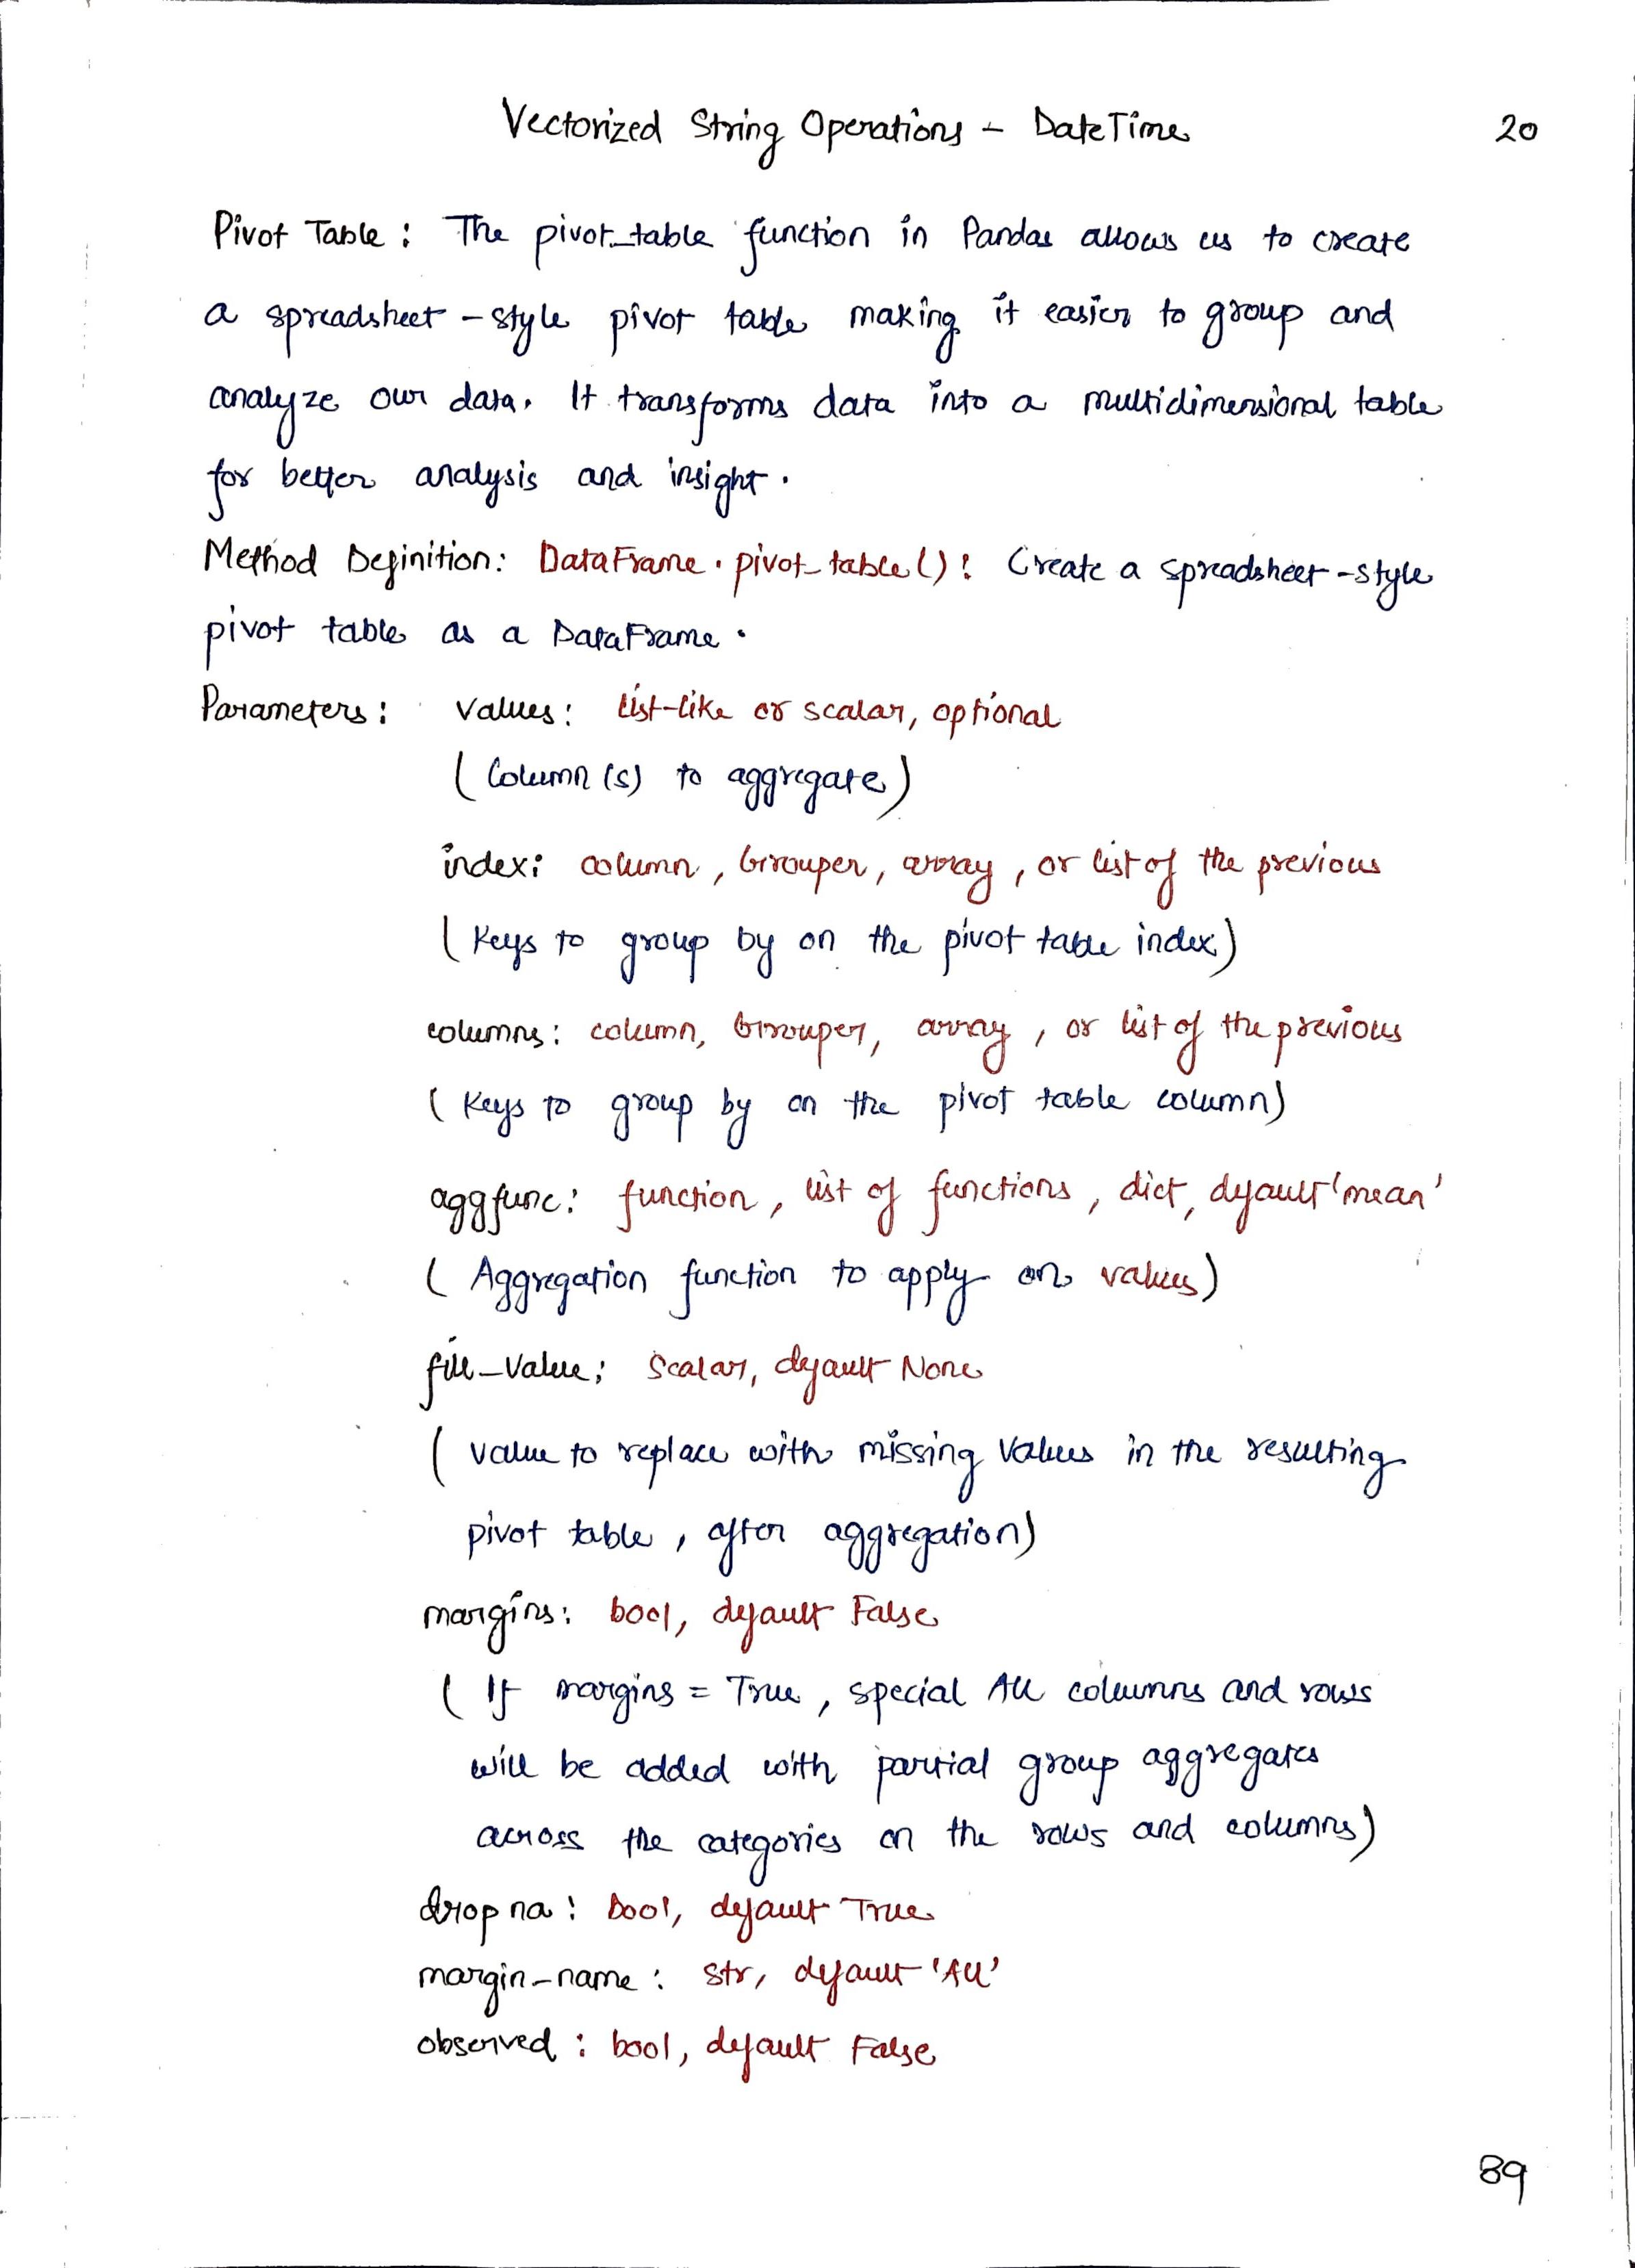 Vectorized String Operations - DateTime 20
Pivot Table : The pivot_table function in Pandas allows us to create
a spreadsheet-style pivot table making it easier to group and
analyze our data. It transforms data into a multidimensional table
for better analysis and insight.
Method Definition: DataFrame.pivot_table(): Create a spreadsheet-style
pivot table as a DataFrame.
Parameters: values: list-like or scalar, optional
(Column(s) to aggregate)
index: column, Grouper, array, or list of the previous
(Keys to group by on the pivot table index)
columns: column, Grouper, array, or list of the previous
(Keys to group by on the pivot table column)
aggfunc: function, list of functions, dict, default 'mean'
(Aggregation function to apply on values)
fill_value: Scalar, default None
(value to replace with missing values in the resulting
pivot table, after aggregation)
margins: bool, default False
(If margins = True, special All columns and rows
will be added with partial group aggregates
across the categories on the rows and columns)
dropna: bool, default True
margin-name: str, default 'All'
observed: bool, default False
89